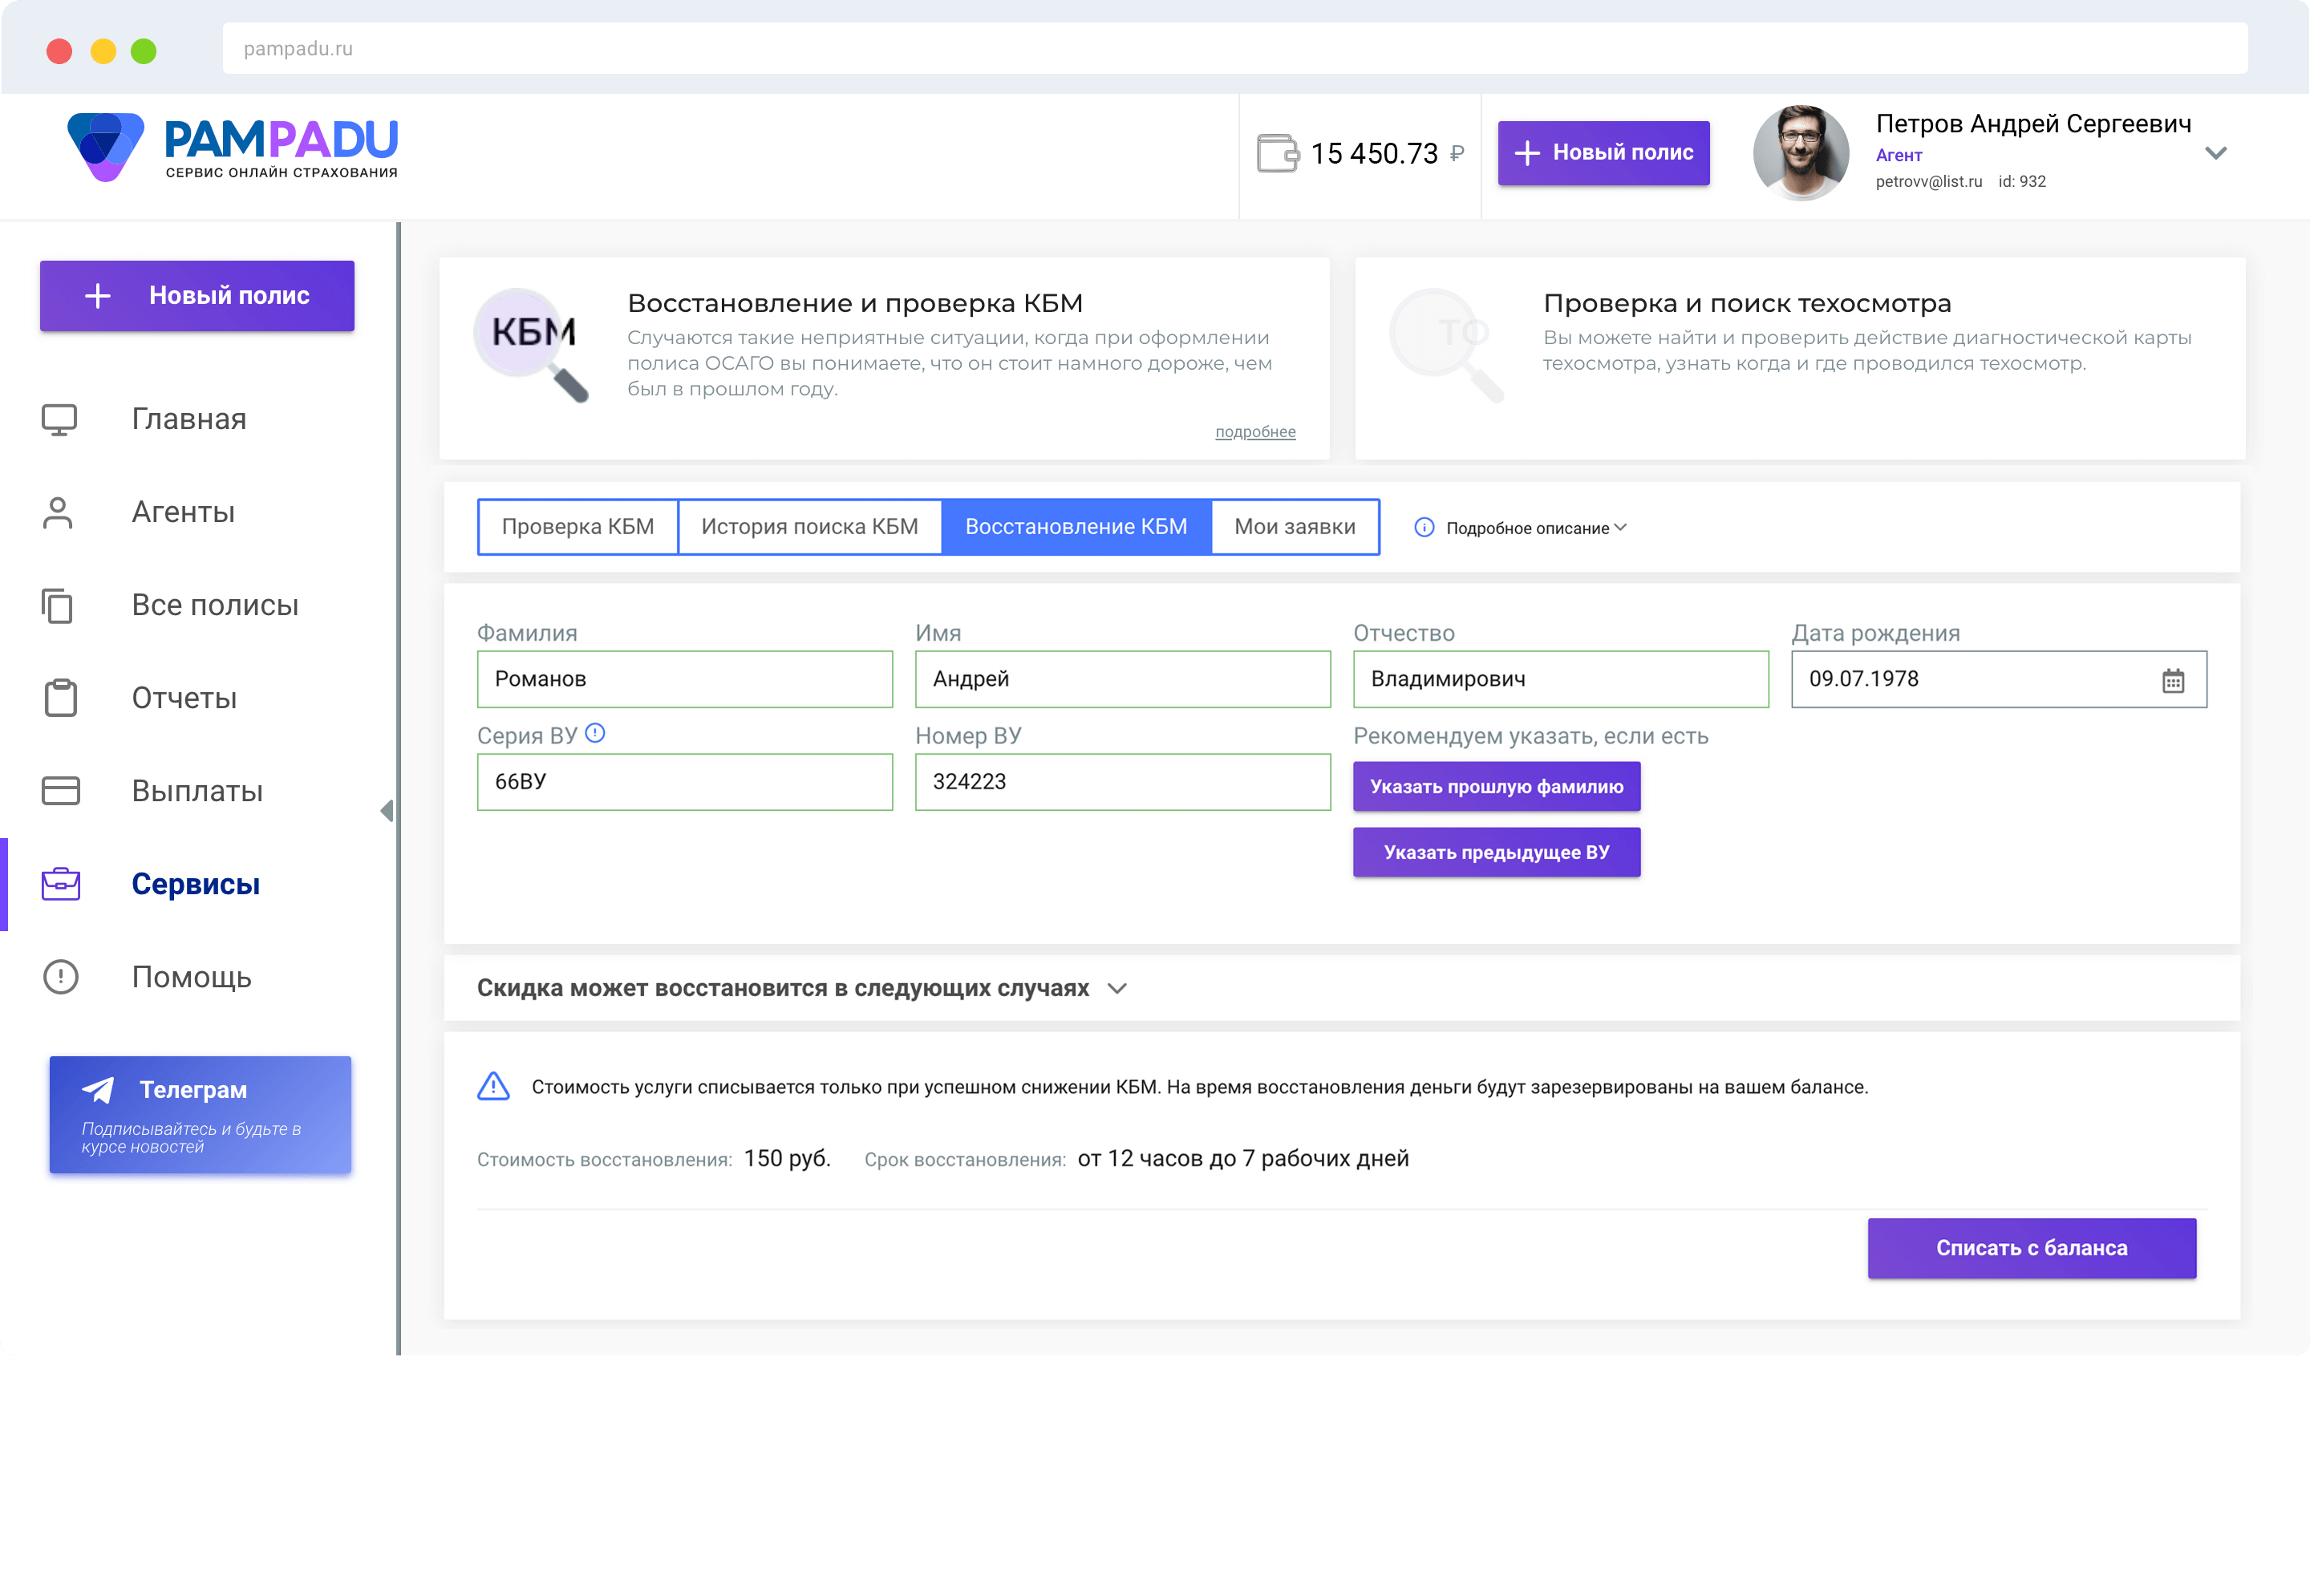 pampadu.ru
PAMPADU
СЕРВИС ОНЛАЙН СТРАХОВАНИЯ
15 450.73 ₽
Новый полис
Петров Андрей Сергеевич
Агент
petrovv@list.ru id: 932
Новый полис
Главная
Агенты
Все полисы
Отчеты
Выплаты
Сервисы
Помощь
Телеграм
Подписывайтесь и будьте в
курсе новостей
КБМ
Восстановление и проверка КБМ
Случаются такие неприятные ситуации, когда при оформлении
полиса ОСАГО вы понимаете, что он стоит намного дороже, чем
был в прошлом году.
подробнее
ТО
Проверка и поиск техосмотра
Вы можете найти и проверить действие диагностической карты
техосмотра, узнать когда и где проводился техосмотр.
Проверка КБМ История поиска КБМ Восстановление КБМ Мои заявки Подробное описание
Фамилия Имя Отчество Дата рождения
Романов Андрей Владимирович 09.07.1978
Серия ВУ Номер ВУ Рекомендуем указать, если есть
66ВУ 324223 Указать прошлую фамилию
Указать предыдущее ВУ
Скидка может восстановится в следующих случаях
Стоимость услуги списывается только при успешном снижении КБМ. На время восстановления деньги будут зарезервированы на вашем балансе.
Стоимость восстановления: 150 руб. Срок восстановления: от 12 часов до 7 рабочих дней
Списать с баланса